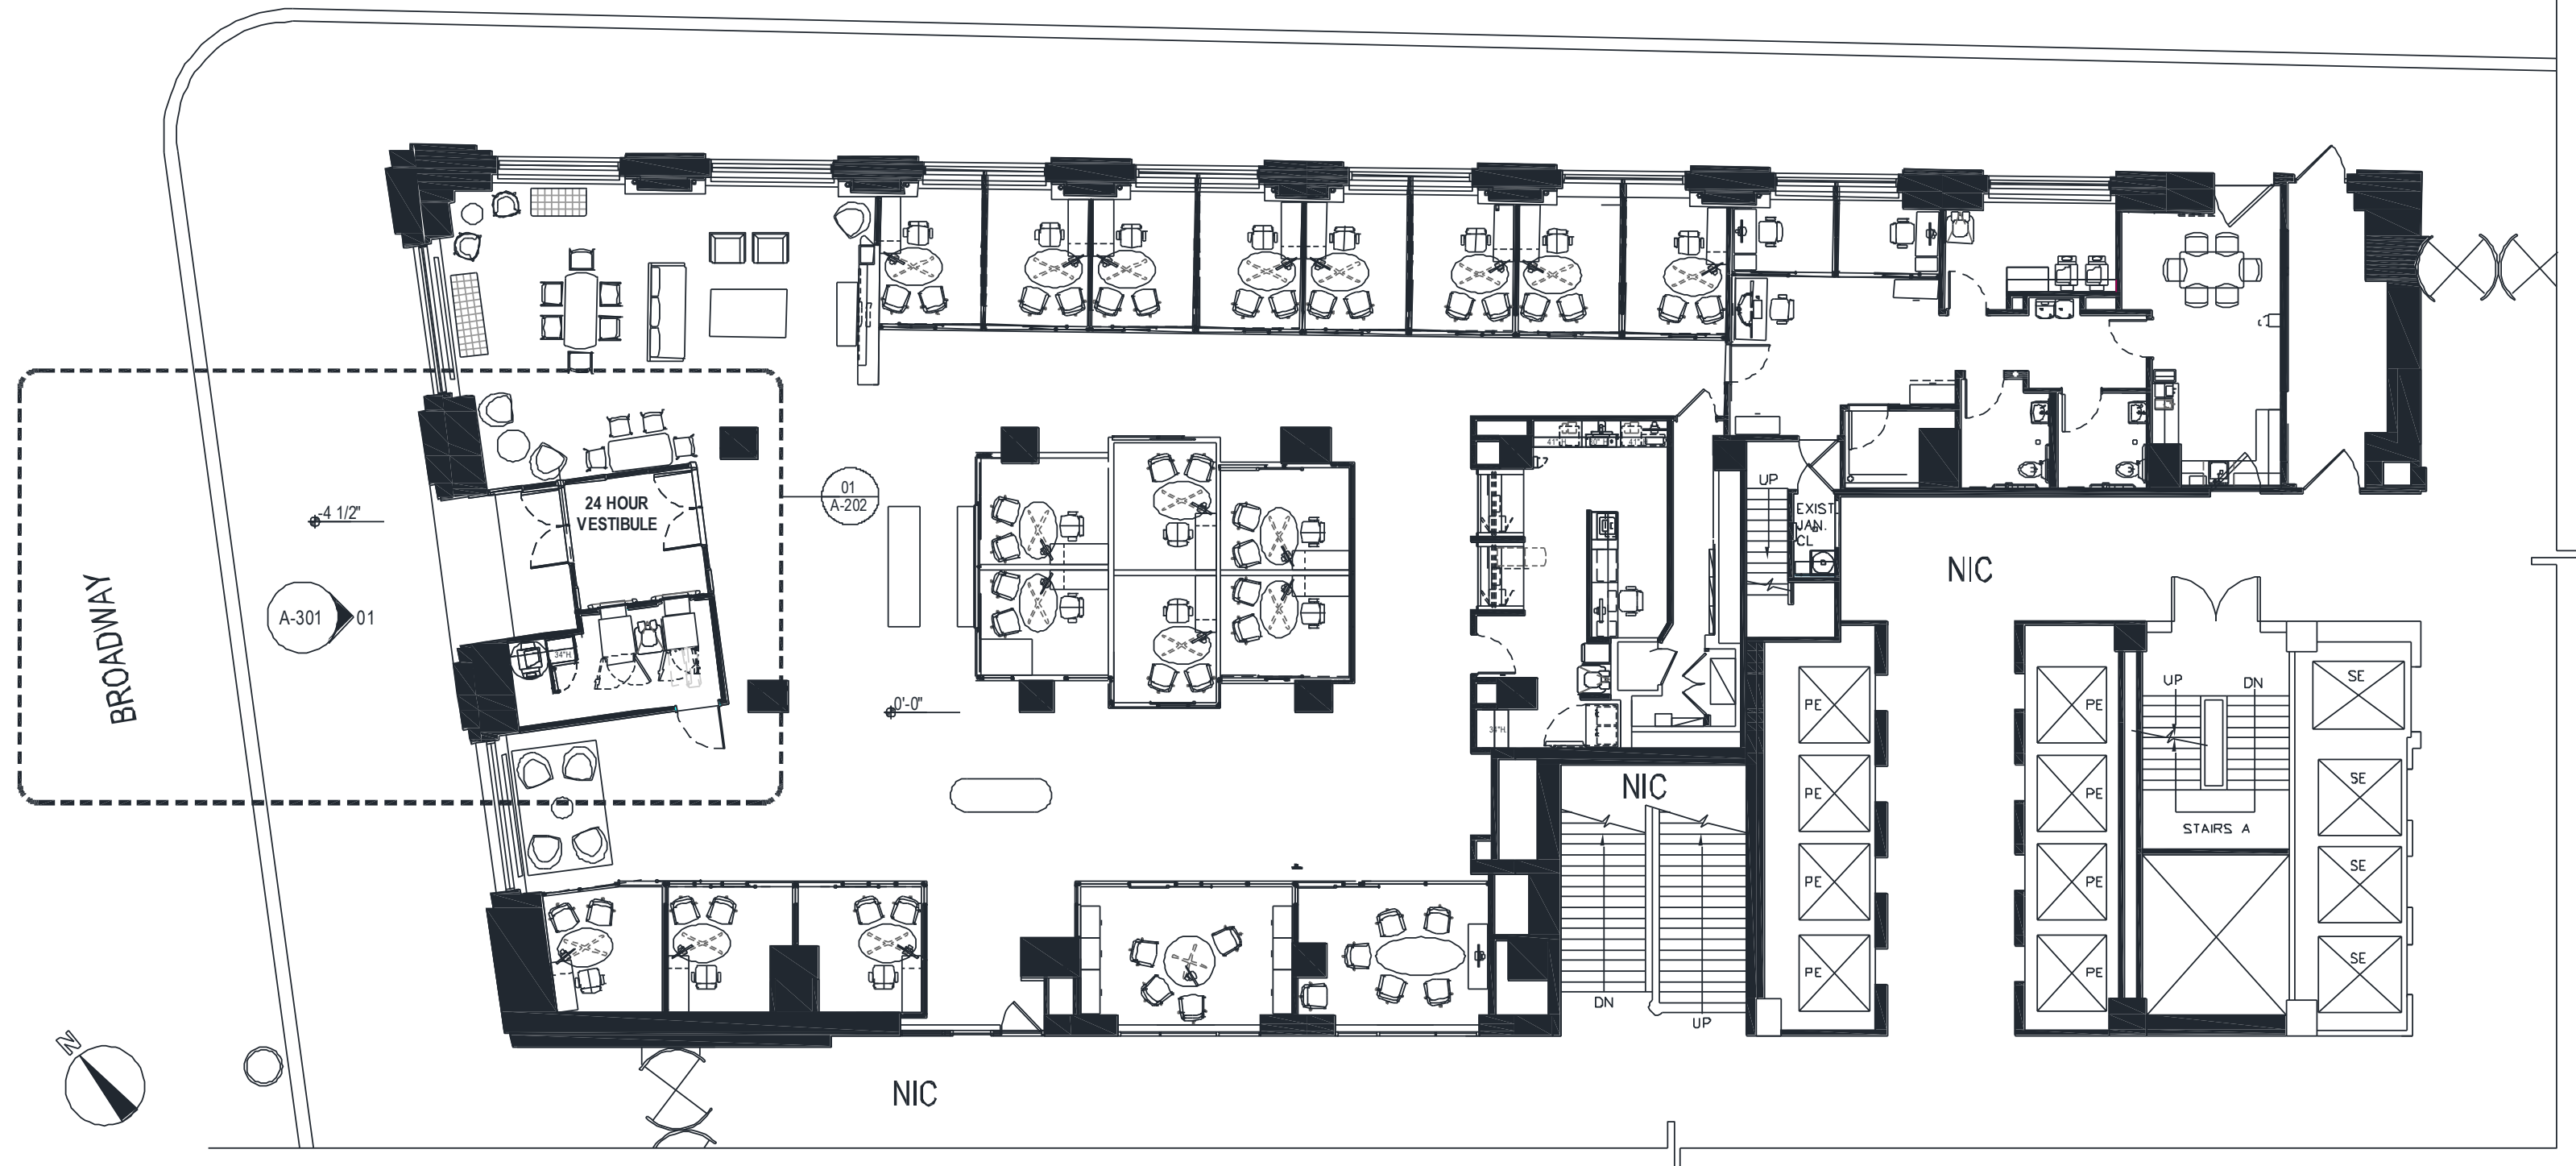 24 HOUR
VESTIBULE
01
A-202
-4 1/2"
A-301
01
BROADWAY
0'-0"
34"H.
41"H.
41"H.
UP
EXIST
JAN.
CL
NIC
UP
DN
SE
PE
PE
STAIRS A
SE
PE
PE
SE
PE
PE
SE
PE
PE
NIC
DN
UP
N
NIC